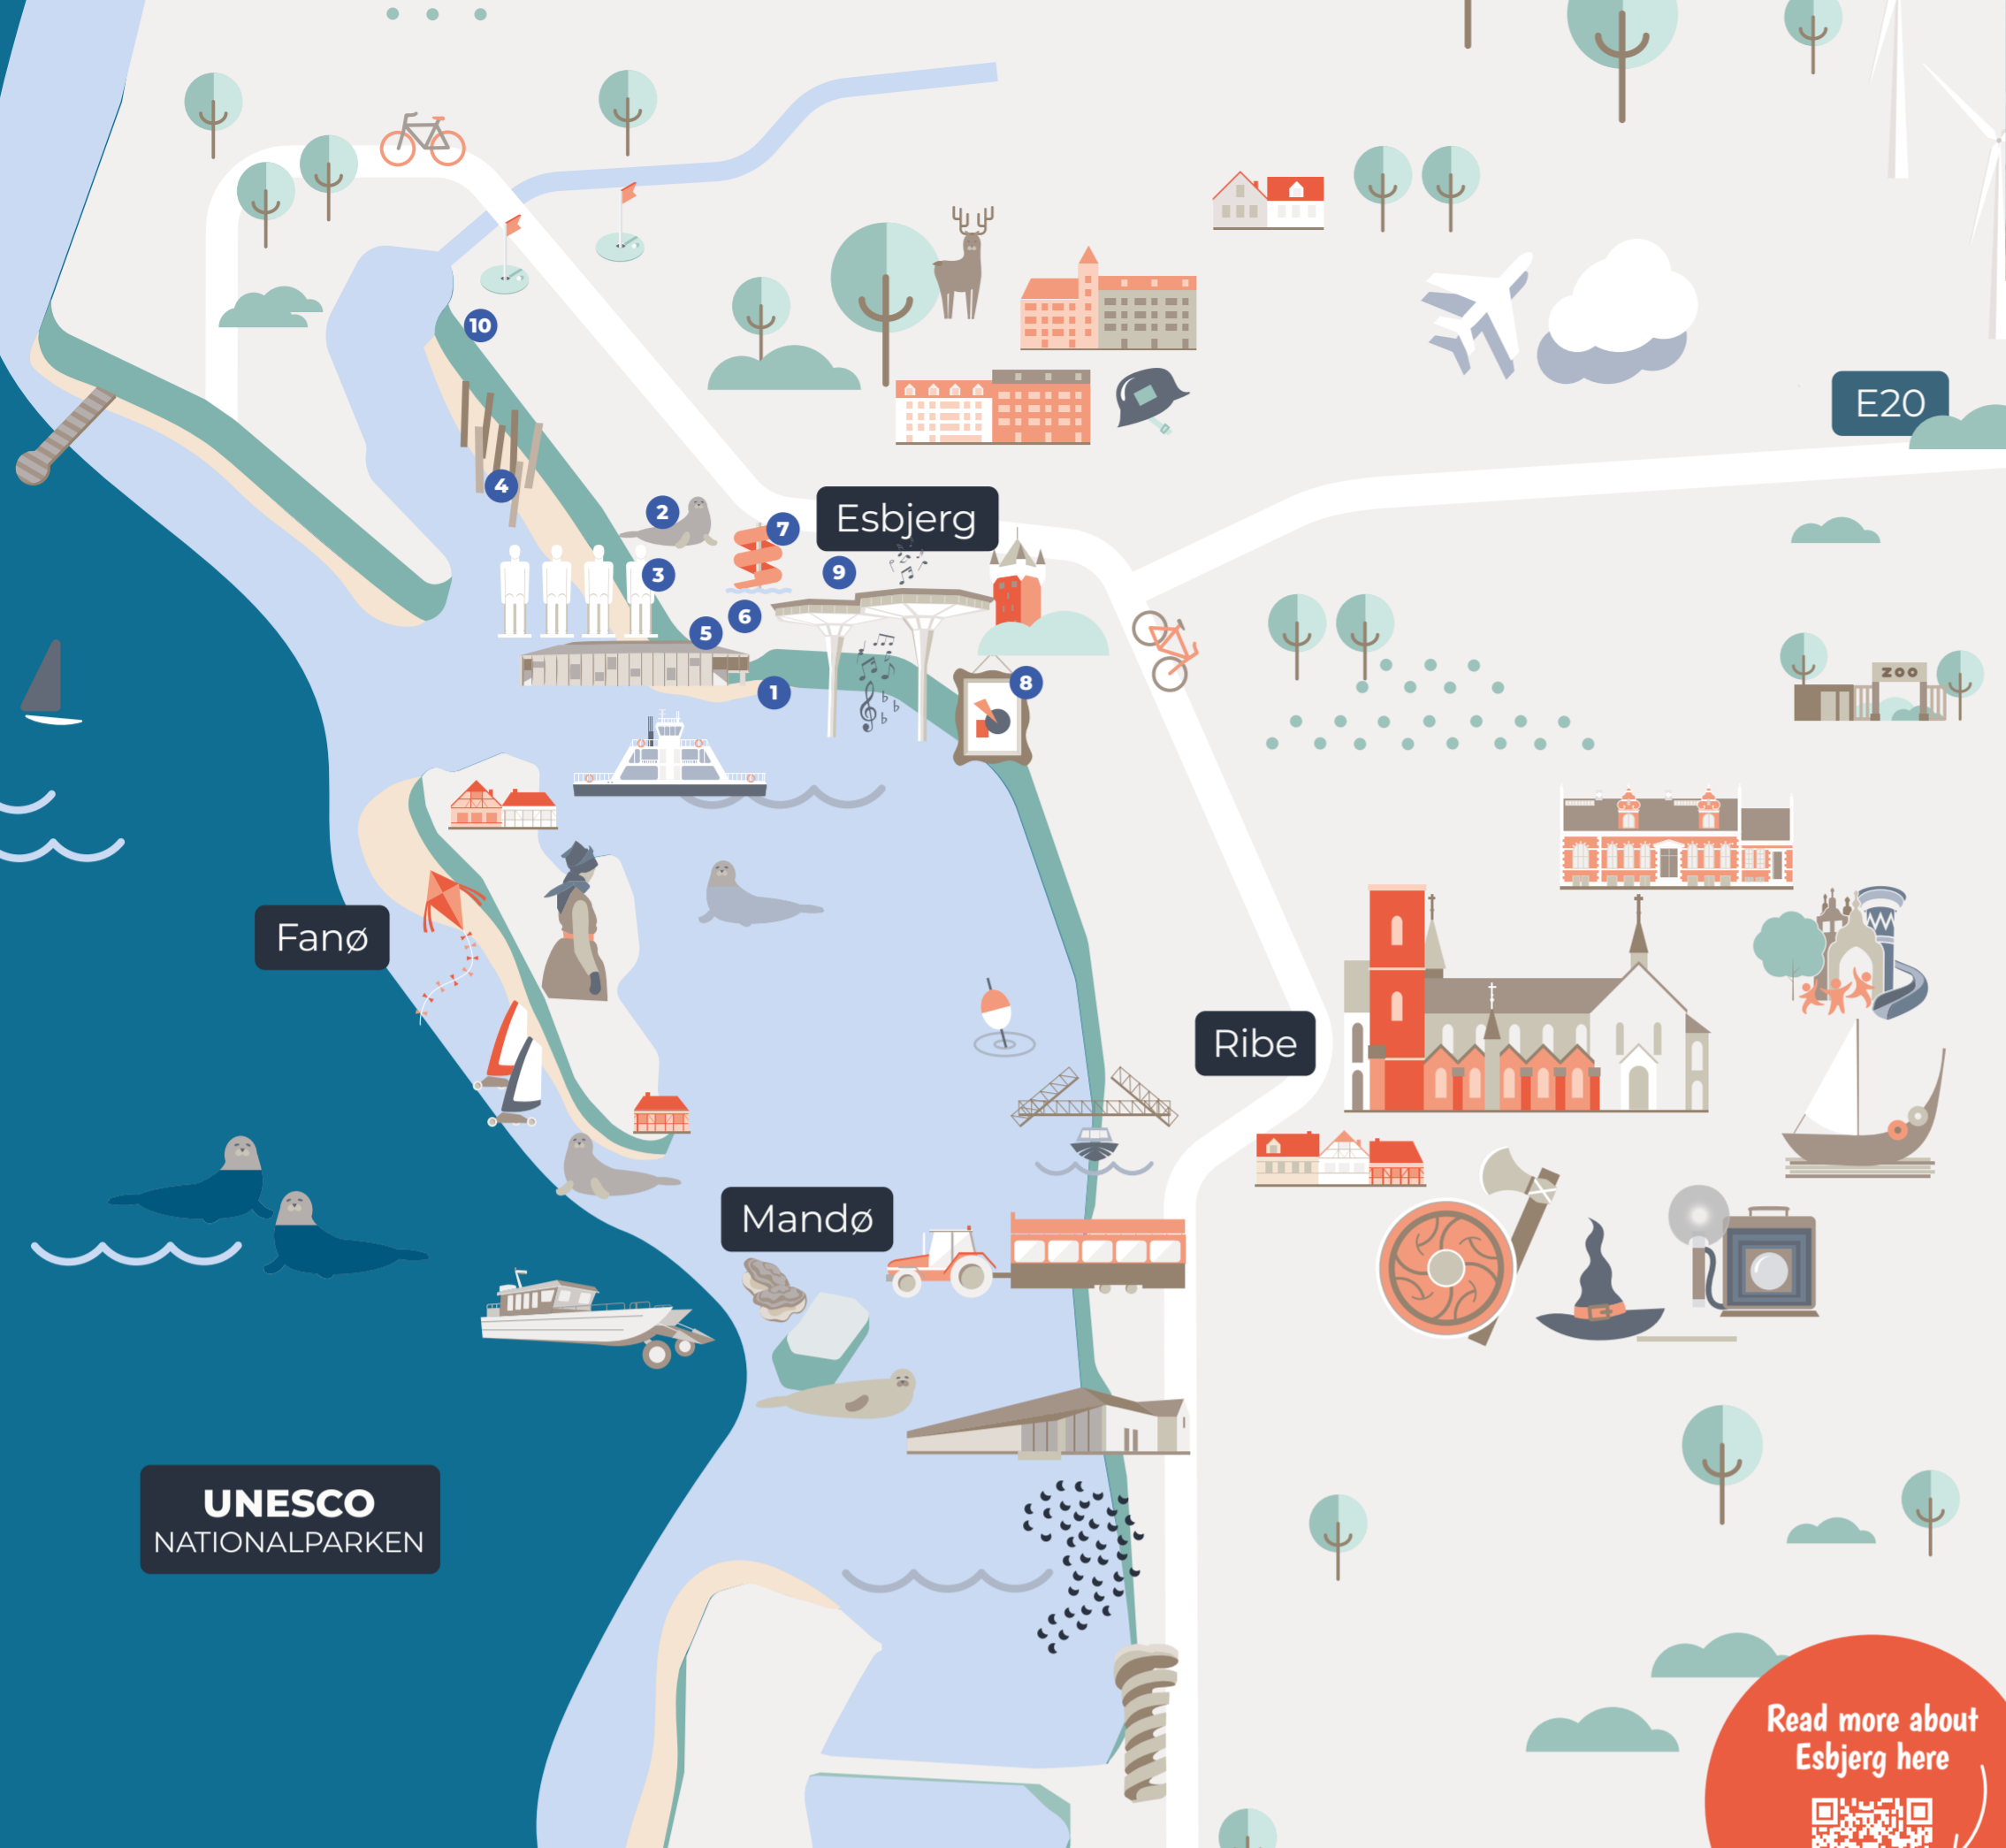 10
E20
4
2
7
Esbjerg
9
3
6
5
8
1
ZOO
Fanø
Ribe
Mandø
UNESCO
NATIONALPARKEN
Read more about
Esbjerg here